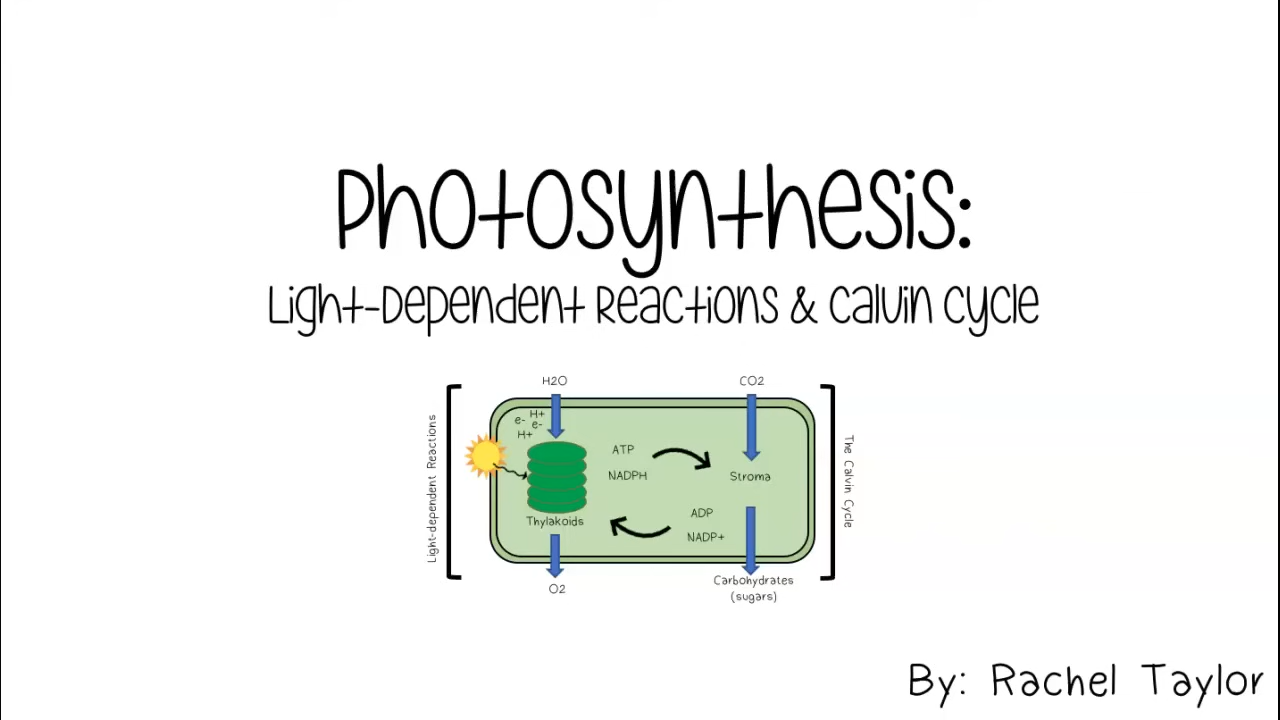 Photosynthesis:
Light-Dependent Reactions & Calvin Cycle
H2O
CO2
Light-dependent Reactions
e- H+
e-
H+
ATP
NADPH
Stroma
The Calvin Cycle
Thylakoids
ADP
NADP+
O2
Carbohydrates
(sugars)
By: Rachel Taylor